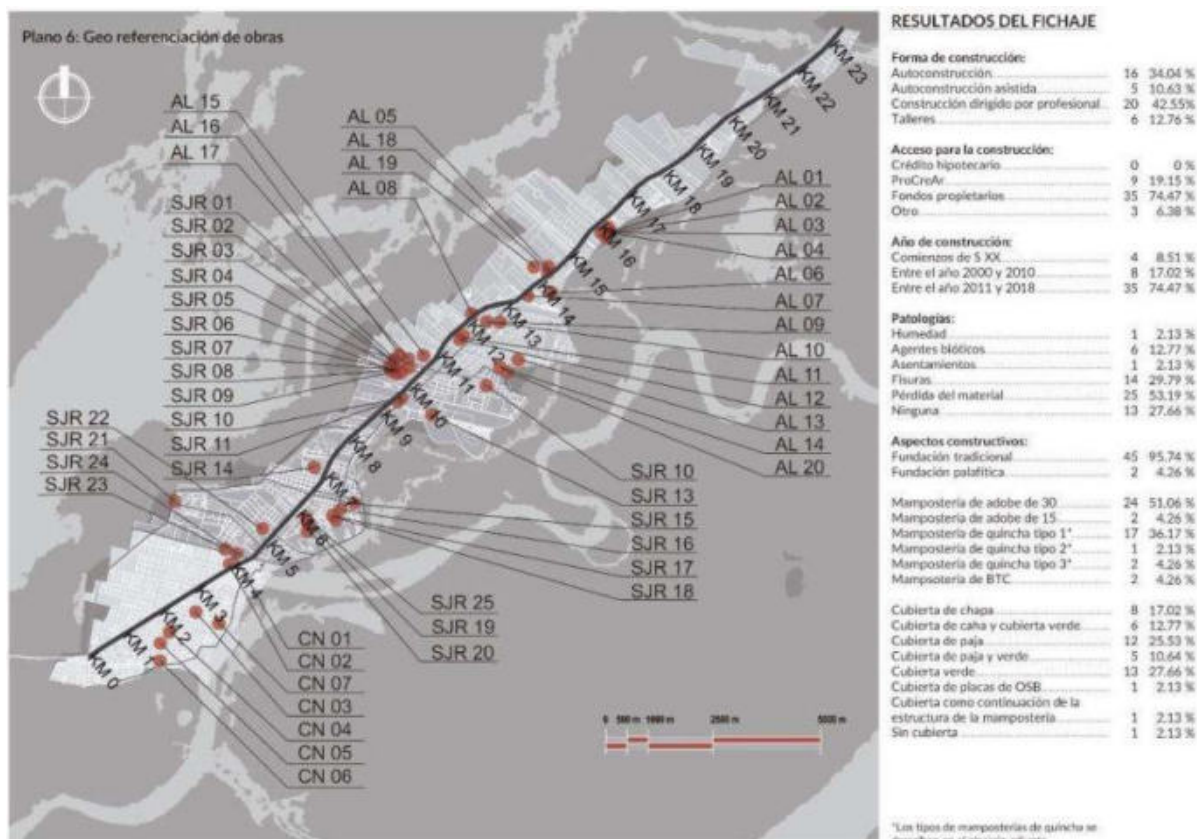 Plano 6: Geo referenciación de obras
AL 15
AL 16
AL 17
SJR 01
SJR 02
SJR 03
SJR 04
SJR 05
SJR 06
SJR 07
SJR 08
SJR 09
SJR 10
SJR 11
SJR 14
SJR 22
SJR 21
SJR 24
SJR 23
AL 05
AL 18
AL 19
AL 08
KM 23
KM 22
KM 21
KM 20
KM 19
KM 18
KM 17
KM 16
KM 15
KM 14
KM 13
KM 12
KM 11
KM 10
KM 9
KM 8
KM 7
KM 6
KM 5
KM 4
KM 3
KM 2
KM 1
KM 0
AL 01
AL 02
AL 03
AL 04
AL 06
AL 07
AL 09
AL 10
AL 11
AL 12
AL 13
AL 14
AL 20
SJR 10
SJR 13
SJR 15
SJR 16
SJR 17
SJR 18
SJR 25
SJR 19
SJR 20
CN 01
CN 02
CN 07
CN 03
CN 04
CN 05
CN 06
0 500 m 1000 m 2500 m 5000 m
RESULTADOS DEL FICHAJE
Forma de construcción:
Autoconstrucción 16 34.04 %
Autoconstrucción asistida 5 10.63 %
Construcción dirigido por profesional 20 42.55%
Talleres 6 12.76 %
Acceso para la construcción:
Crédito hipotecario 0 0 %
ProCreAr 9 19.15 %
Fondos propietarios 35 74.47 %
Otro 3 6.38 %
Año de construcción:
Comienzos de S XX 4 8.51 %
Entre el año 2000 y 2010 8 17.02 %
Entre el año 2011 y 2018 35 74.47 %
Patologías:
Humedad 1 2.13 %
Agentes bióticos 6 12.77 %
Asentamientos 1 2.13 %
Fisuras 14 29.79 %
Pérdida del material 25 53.19 %
Ninguna 13 27.66 %
Aspectos constructivos:
Fundación tradicional 45 95.74 %
Fundación palafítica 2 4.26 %
Mampostería de adobe de 30 24 51.06 %
Mampostería de adobe de 15 2 4.26 %
Mampostería de quincha tipo 1* 17 36.17 %
Mampostería de quincha tipo 2* 1 2.13 %
Mampostería de quincha tipo 3* 2 4.26 %
Mampsotería de BTC 2 4.26 %
Cubierta de chapa 8 17.02 %
Cubierta de caña y cubierta verde 6 12.77 %
Cubierta de paja 12 25.53 %
Cubierta de paja y verde 5 10.64 %
Cubierta verde 13 27.66 %
Cubierta de placas de OSB 1 2.13 %
Cubierta como continuación de la
estructura de la mampostería 1 2.13 %
Sin cubierta 1 2.13 %
*Los tipos de mamposterías de quincha se